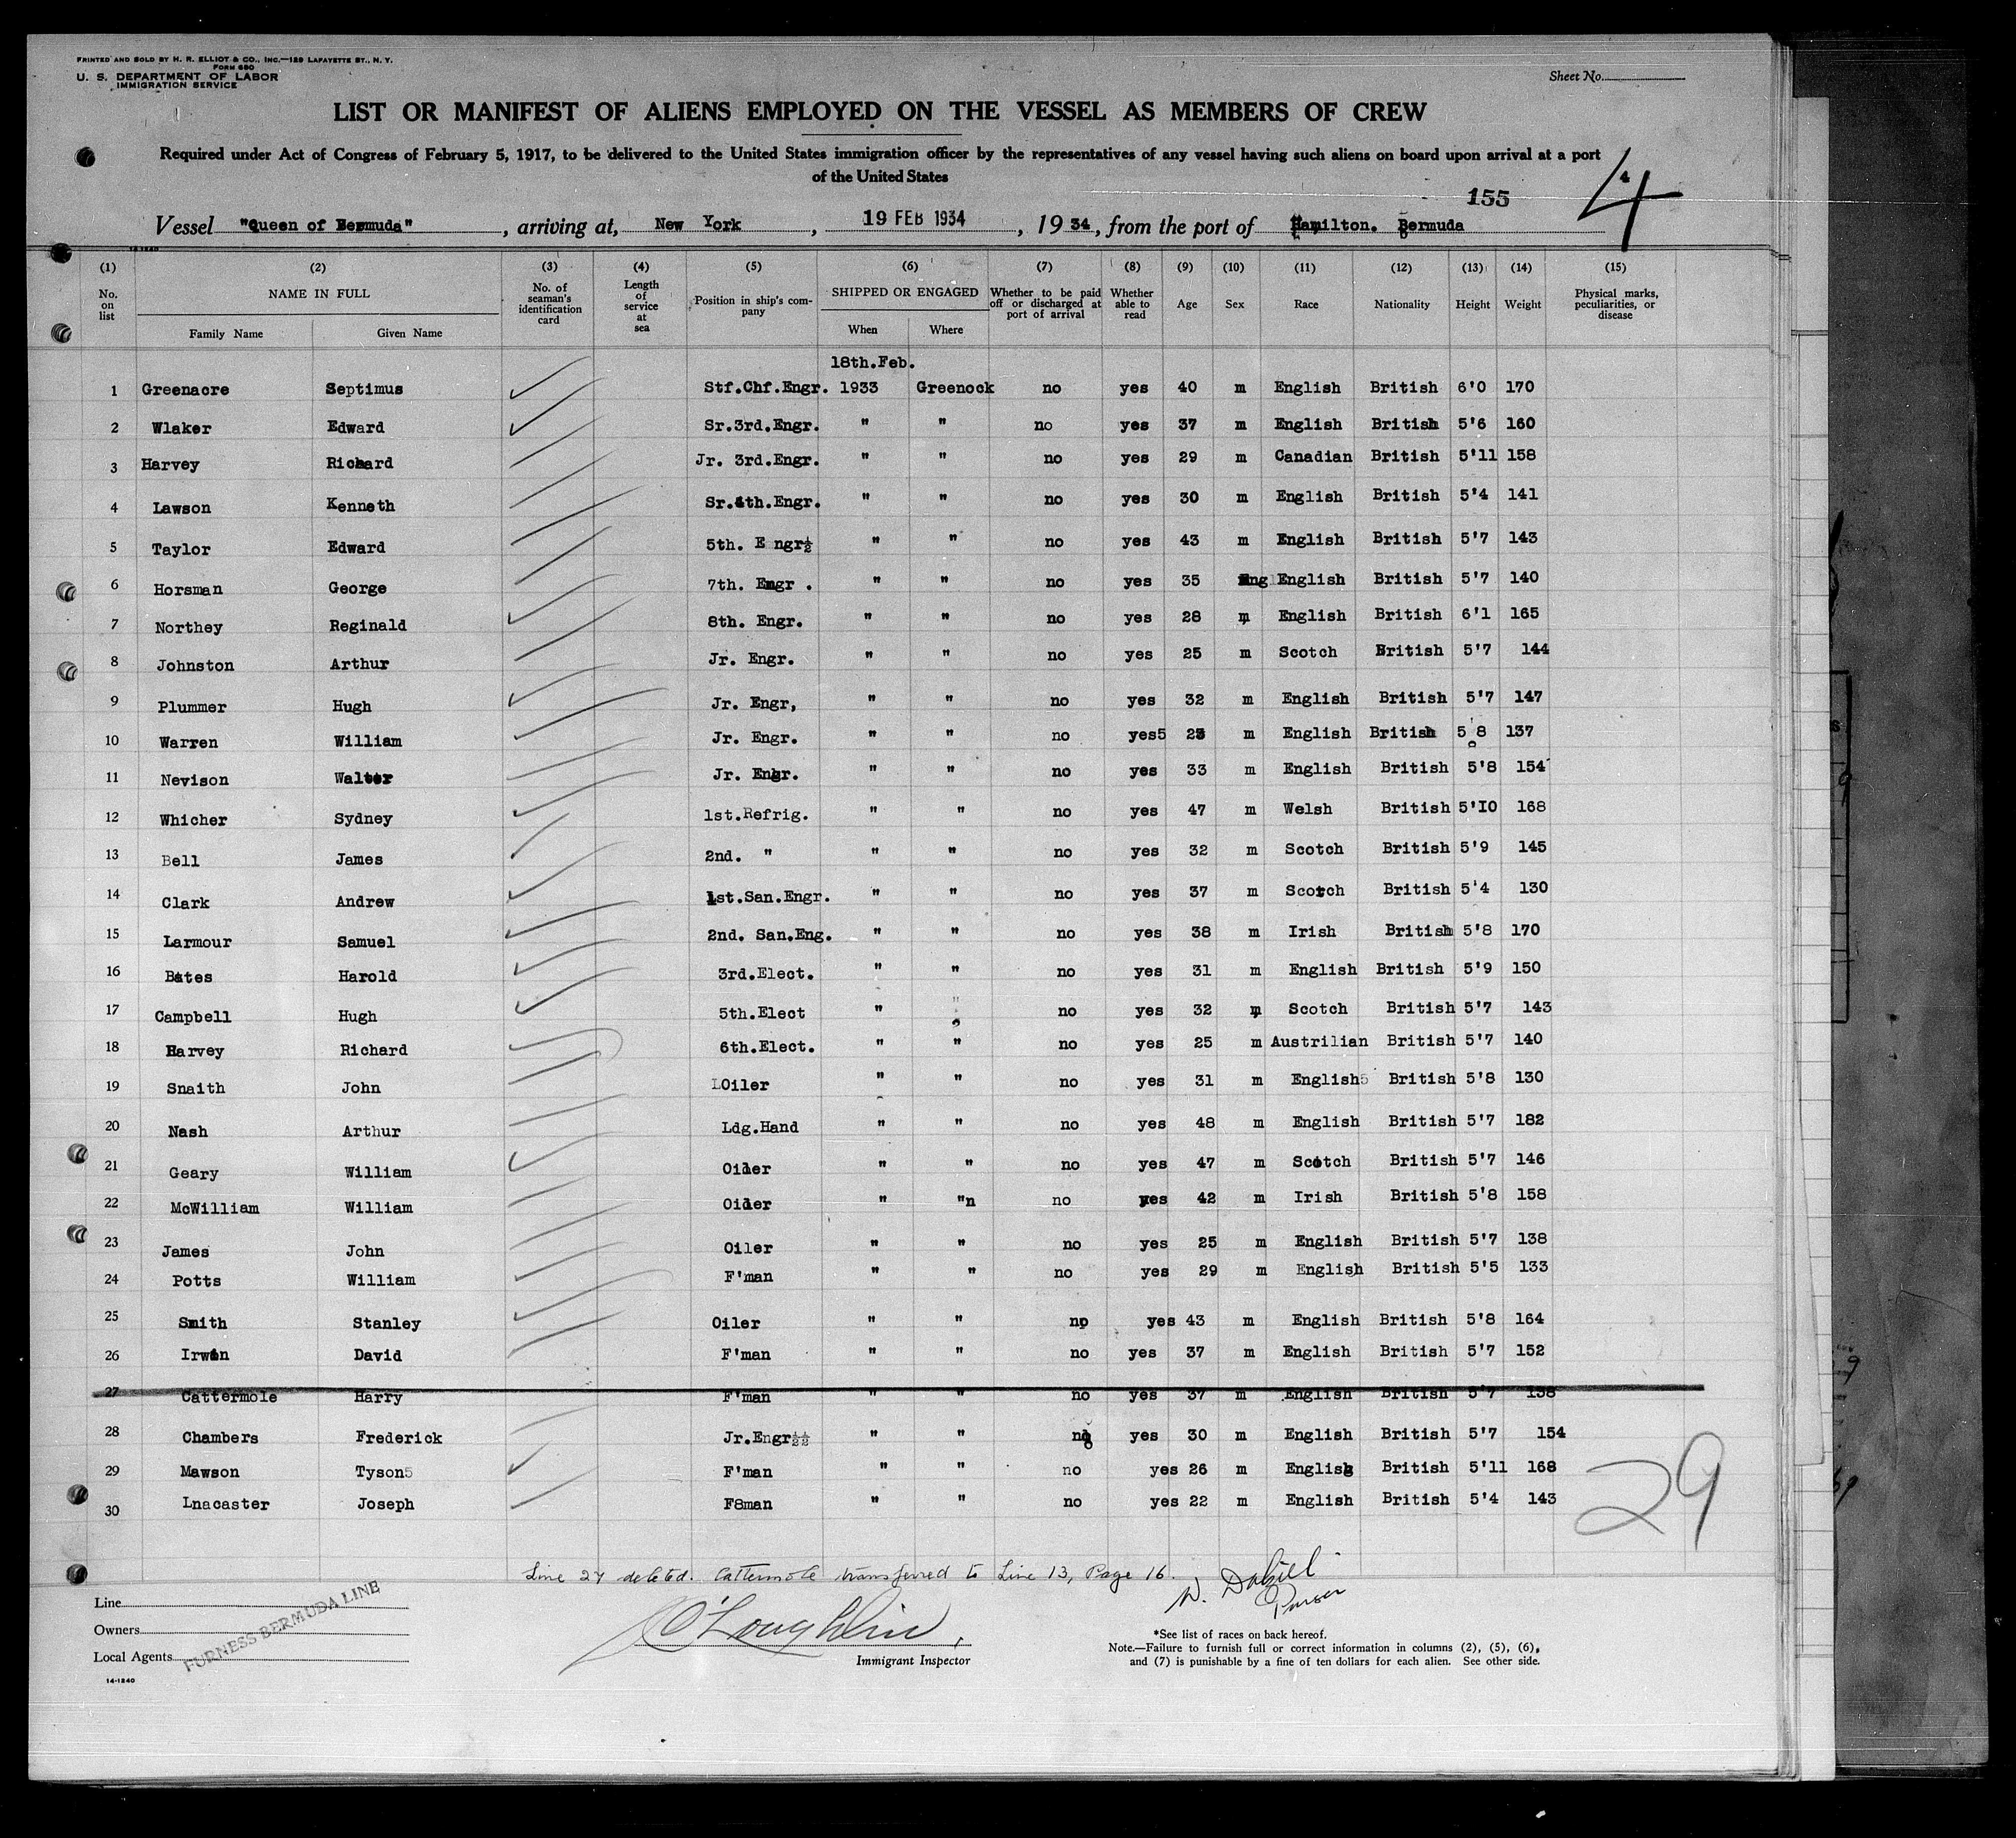 PRINTED AND SOLD BY H. R. ELLIOT & CO., INC.—129 LAFAYETTE ST., N. Y.
FORM 680
U. S. DEPARTMENT OF LABOR
IMMIGRATION SERVICE
Sheet No.
LIST OR MANIFEST OF ALIENS EMPLOYED ON THE VESSEL AS MEMBERS OF CREW
Required under Act of Congress of February 5, 1917, to be delivered to the United States immigration officer by the representatives of any vessel having such aliens on board upon arrival at a port
of the United States
155
4
Vessel "Queen of Bermuda", arriving at, New York, 19 FEB 1934, 1934, from the port of Hamilton. Bermuda
14-1240
(1) (2) (3) (4) (5) (6) (7) (8) (9) (10) (11) (12) (13) (14) (15)
No. on list NAME IN FULL Family Name Given Name No. of seaman's identification card Length of service at sea Position in ship's company SHIPPED OR ENGAGED When Where Whether to be paid off or discharged at port of arrival Whether able to read Age Sex Race Nationality Height Weight Physical marks, peculiarities, or disease
18th.Feb.
1 Greenacre Septimus Stf.Chf.Engr. 1933 Greenock no yes 40 m English British 6'0 170
2 Wlaker Edward Sr.3rd.Engr. " " no yes 37 m English British 5'6 160
3 Harvey Richard Jr. 3rd.Engr. " " no yes 29 m Canadian British 5'11 158
4 Lawson Kenneth Sr.4th.Engr. " " no yes 30 m English British 5'4 141
5 Taylor Edward 5th. E ngr½ " " no yes 43 m English British 5'7 143
6 Horsman George 7th. Engr . " " no yes 35 Eng English British 5'7 140
7 Northey Reginald 8th. Engr. " " no yes 28 m English British 6'1 165
8 Johnston Arthur Jr. Engr. " " no yes 25 m Scotch British 5'7 144
9 Plummer Hugh Jr. Engr, " " no yes 32 m English British 5'7 147
10 Warren William Jr. Engr. " " no yes5 23 m English British 5'8 137
11 Nevison Walter Jr. Engr. " " no yes 33 m English British 5'8 154
12 Whicher Sydney 1st.Refrig. " " no yes 47 m Welsh British 5'I0 168
13 Bell James 2nd. " " " no yes 32 m Scotch British 5'9 145
14 Clark Andrew 1st.San.Engr. " " no yes 37 m Scotch British 5'4 130
15 Larmour Samuel 2nd. San.Eng. " " no yes 38 m Irish British 5'8 170
16 Bates Harold 3rd.Elect. " " no yes 31 m English British 5'9 150
17 Campbell Hugh 5th.Elect " " no yes 32 m Scotch British 5'7 143
18 Harvey Richard 6th.Elect. " " no yes 25 m Austrilian British 5'7 140
19 Snaith John LOiler " " no yes 31 m English5 British 5'8 130
20 Nash Arthur Ldg.Hand " " no yes 48 m English British 5'7 182
21 Geary William Oiler " " no yes 47 m Scotch British 5'7 146
22 McWilliam William Oiler " "n no yes 42 m Irish British 5'8 158
23 James John Oiler " " no yes 25 m English British 5'7 138
24 Potts William F'man " " no yes 29 m English British 5'5 133
25 Smith Stanley Oiler " " no yes 43 m English British 5'8 164
26 Irwin David F'man " " no yes 37 m English British 5'7 152
27 Cattermole Harry F'man " " no yes 37 m English British 5'7 138
28 Chambers Frederick Jr.Engr½½ " " no yes 30 m English British 5'7 154
29 Mawson Tyson5 F'man " " no yes 26 m English British 5'11 168
30 Lnacaster Joseph F8man " " no yes 22 m English British 5'4 143
29
Line 27 deleted. Cattermole transferred to Line 13, Page 16.
Purser
Line
Owners
Local Agents
FURNESS BERMUDA LINE
O'Loughlin,
Immigrant Inspector
*See list of races on back hereof.
Note.—Failure to furnish full or correct information in columns (2), (5), (6),
and (7) is punishable by a fine of ten dollars for each alien. See other side.
14-1240